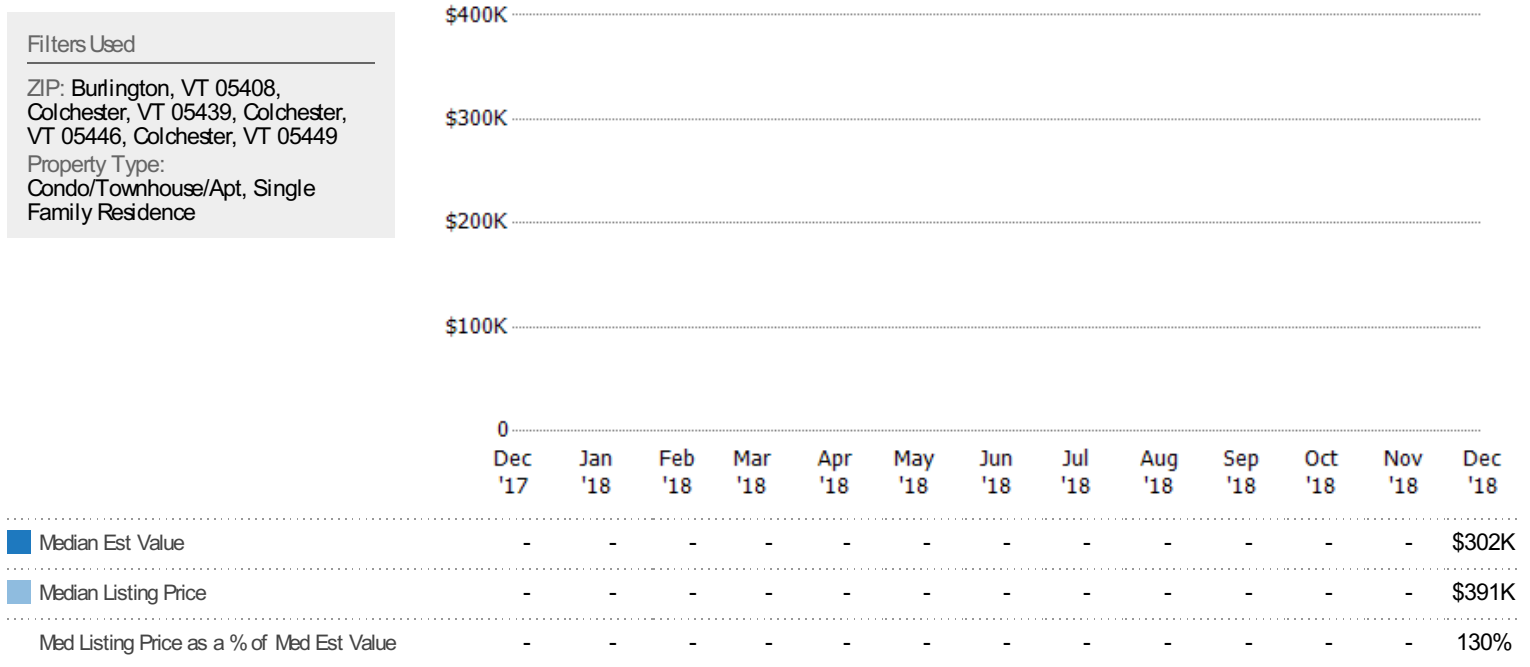 Filters Used
ZIP: Burlington, VT 05408,
Colchester, VT 05439, Colchester,
VT 05446, Colchester, VT 05449
Property Type:
Condo/Townhouse/Apt, Single
Family Residence
$400K
$300K
$200K
$100K
0
Dec Jan Feb Mar Apr May Jun Jul Aug Sep Oct Nov Dec
'17 '18 '18 '18 '18 '18 '18 '18 '18 '18 '18 '18 '18
Median Est Value - - - - - - - - - - - - $302K
Median Listing Price - - - - - - - - - - - - $391K
Med Listing Price as a % of Med Est Value - - - - - - - - - - - - 130%